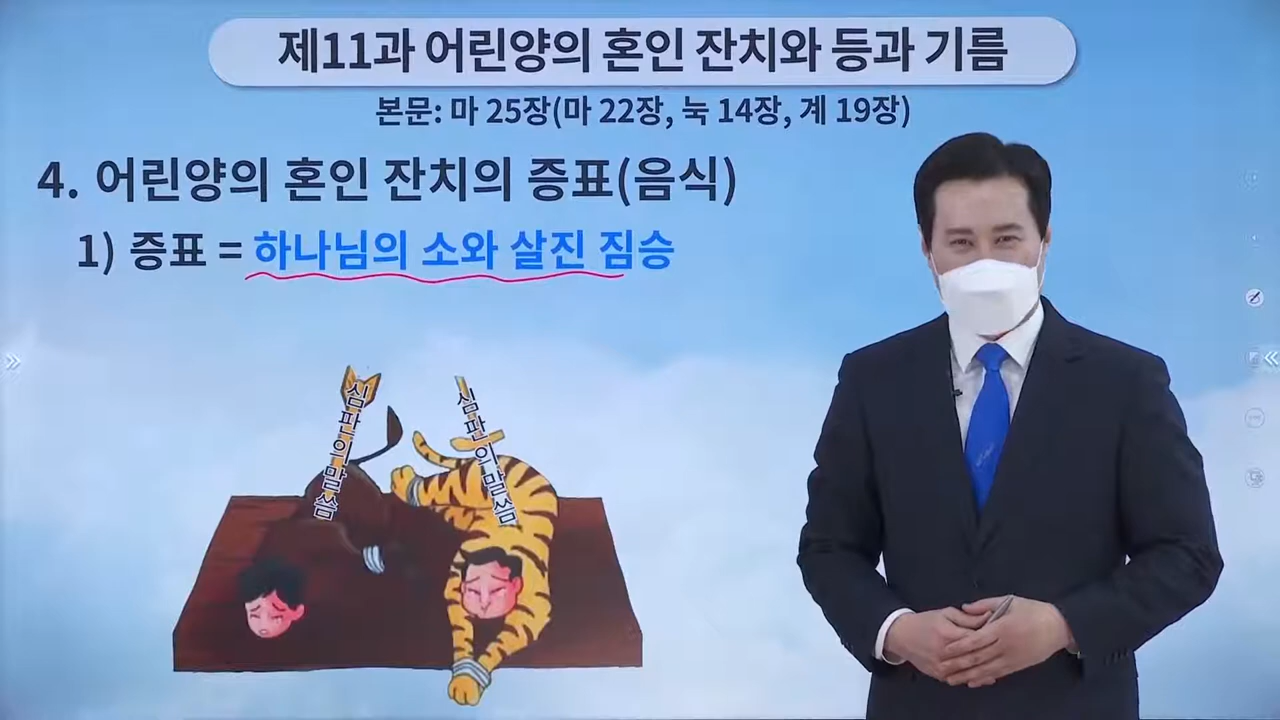 제11과 어린양의 혼인 잔치와 등과 기름
본문: 마 25장(마 22장, 눅 14장, 계 19장)
4. 어린양의 혼인 잔치의 증표(음식)
1) 증표 = 하나님의 소와 살진 짐승
심판의말씀
심판의말씀